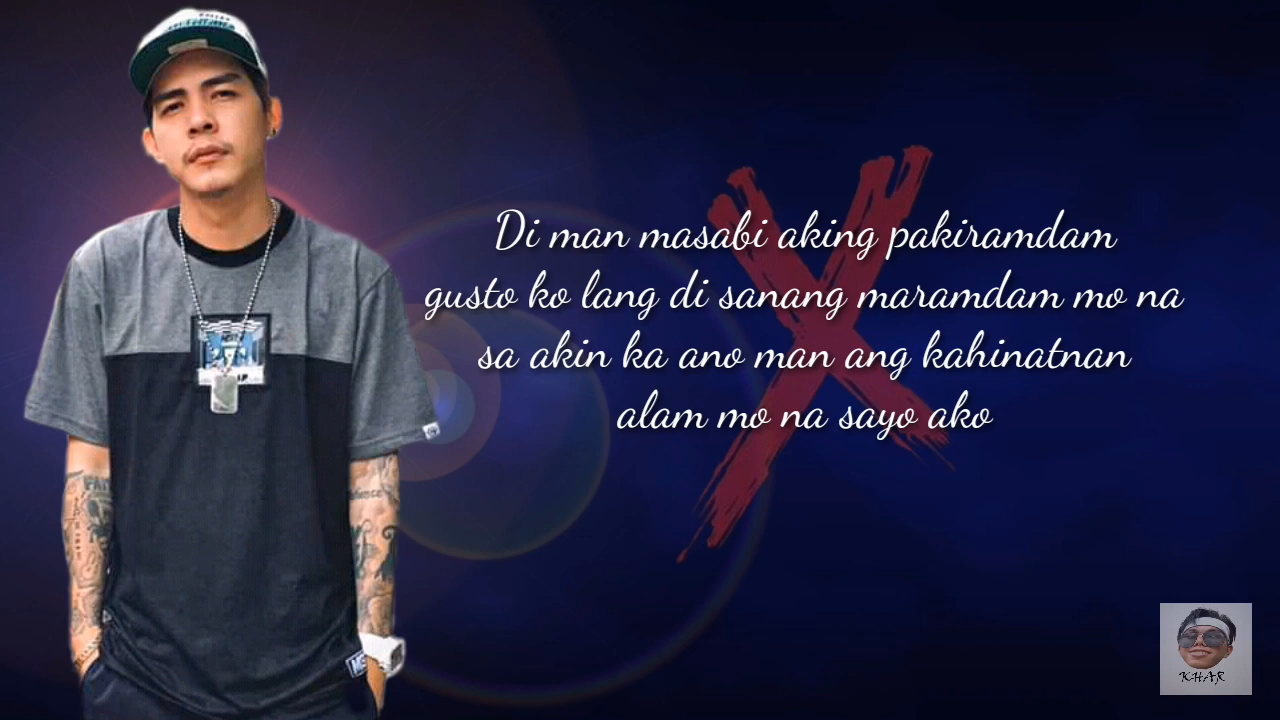 Di man masabi aking pakiramdam
gusto ko lang di sanang maramdam mo na
sa akin ka ano man ang kahinatnan
alam mo na sayo ako
KHAR